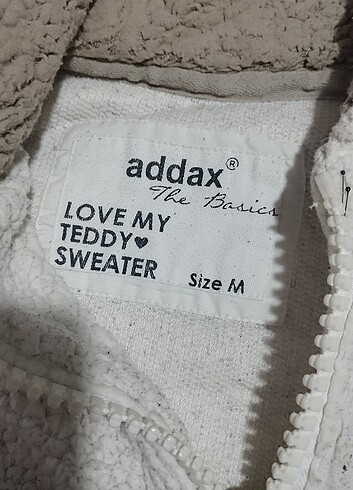 addax®
The Basics
LOVE MY
TEDDY♥
SWEATER
Size M